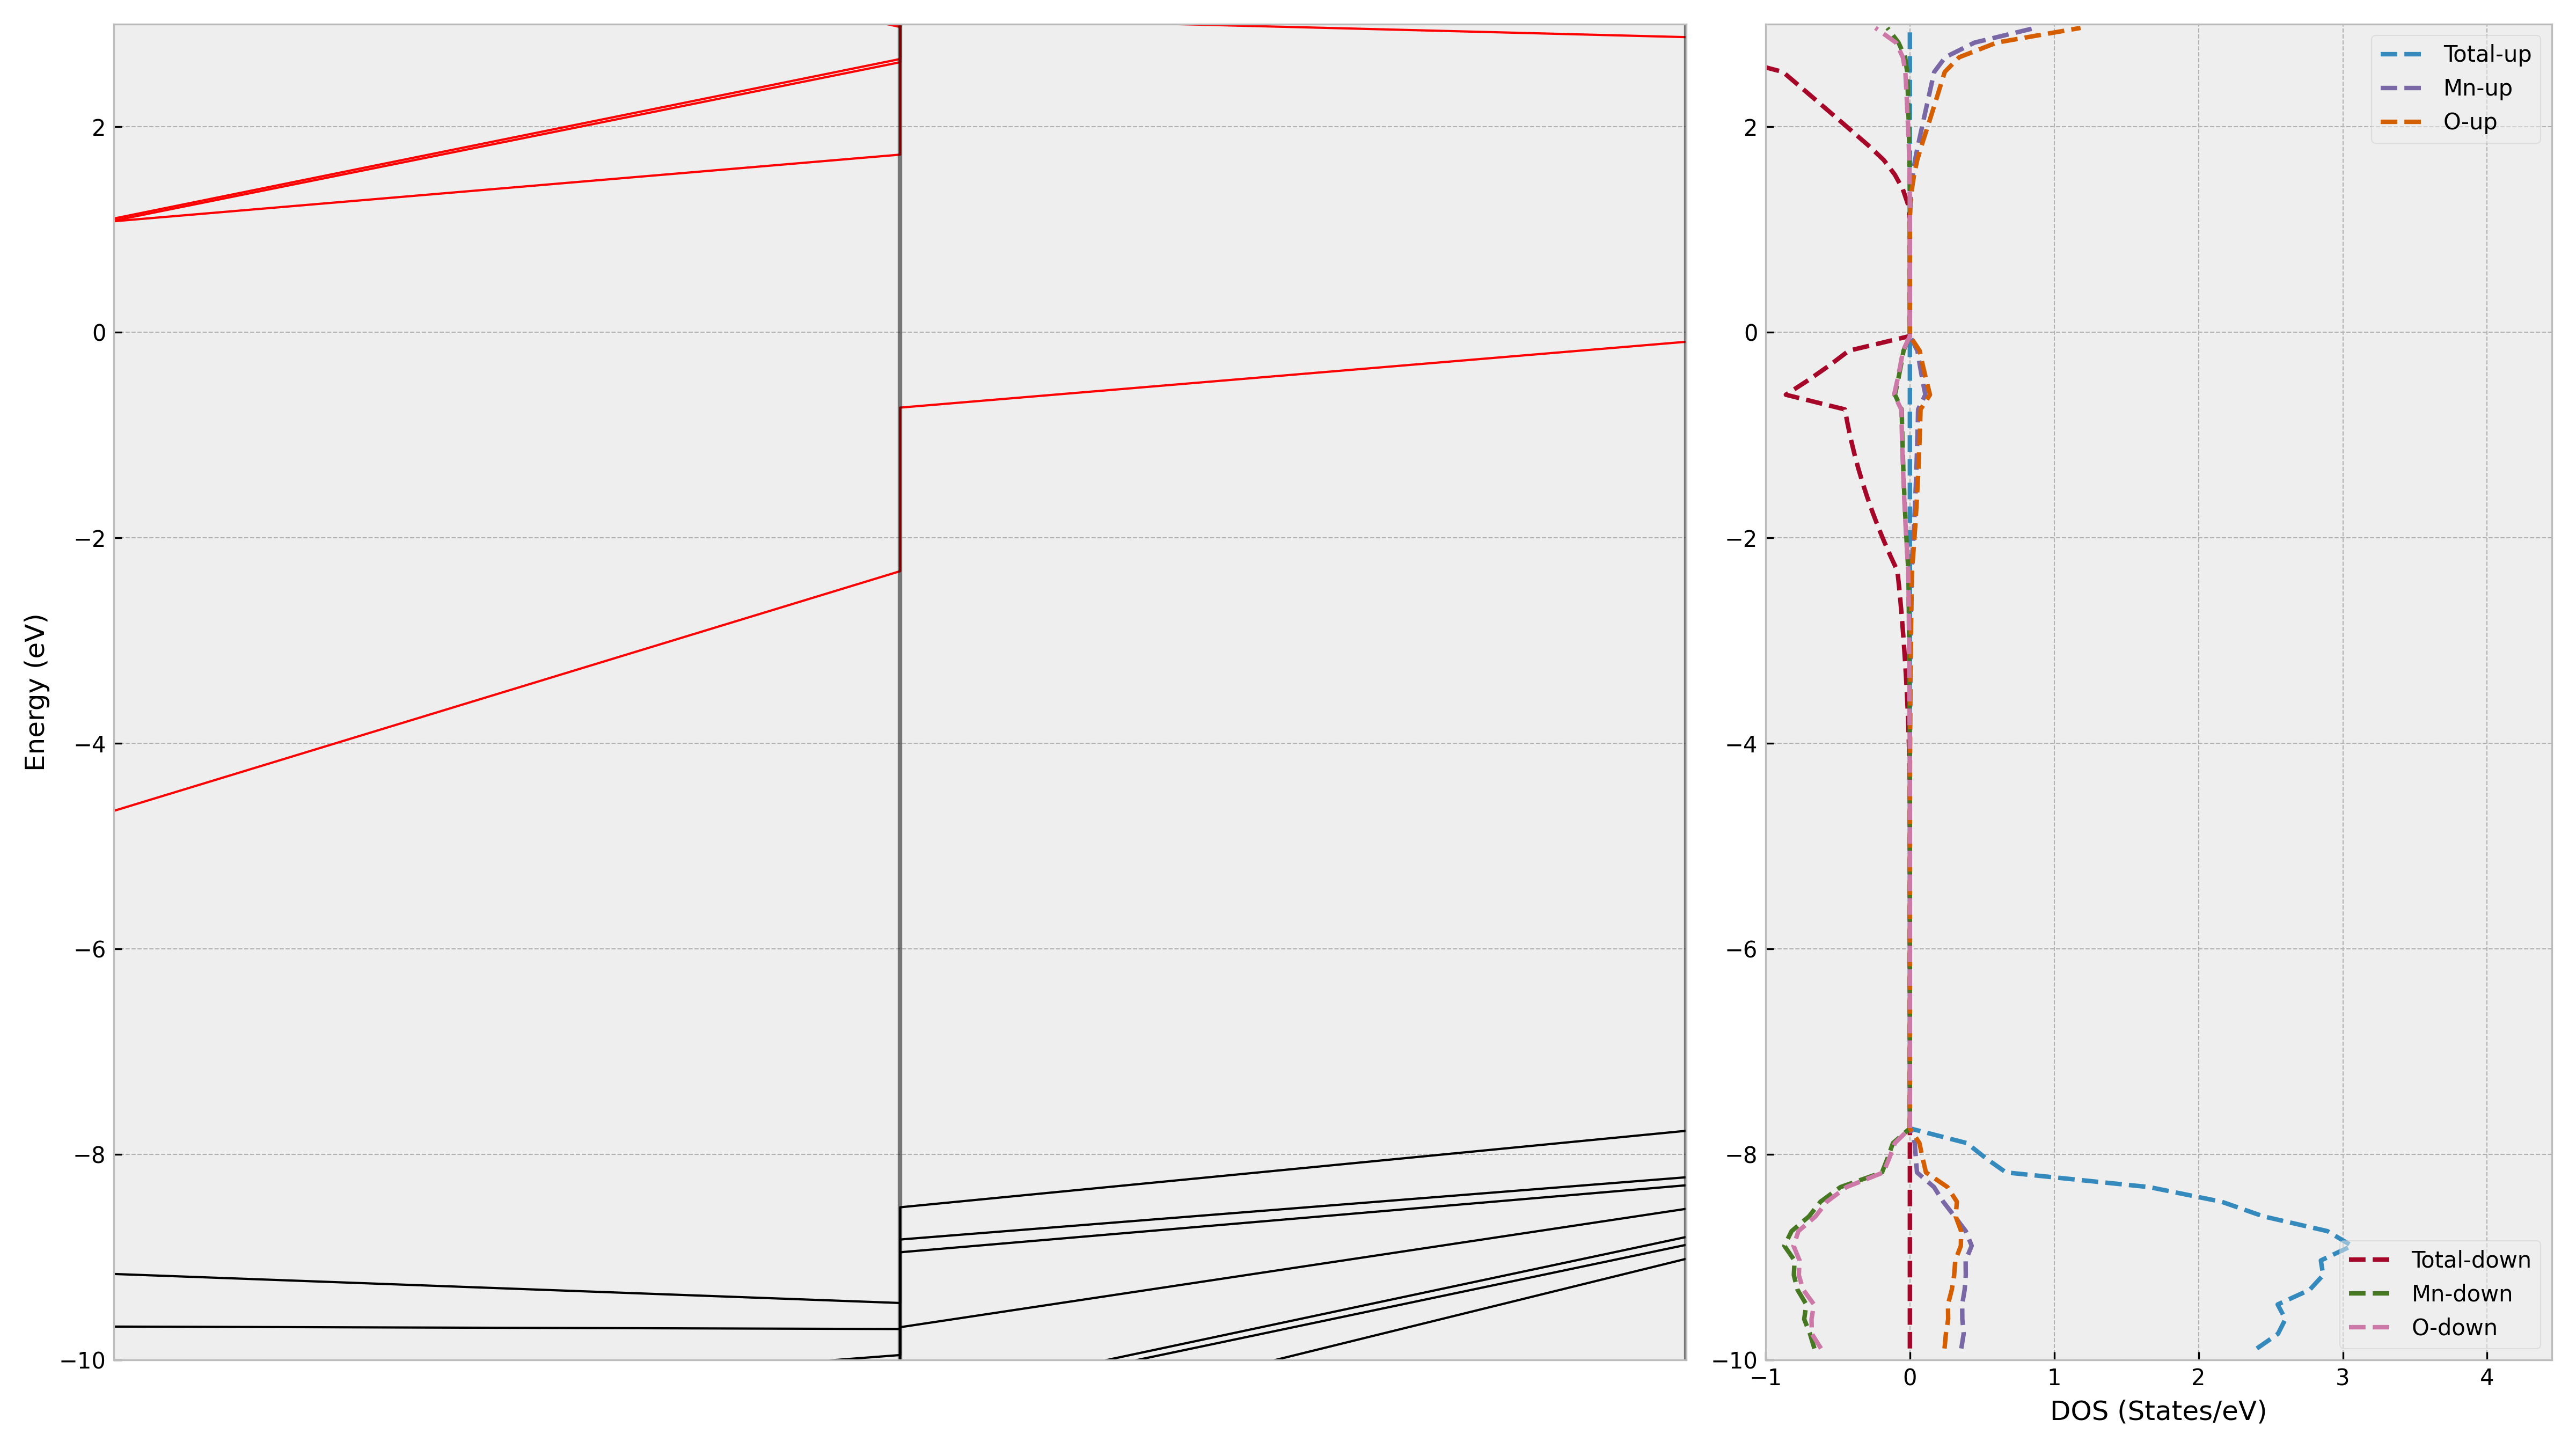 Energy (eV)
2
0
−2
−4
−6
−8
−10
2
0
−2
−4
−6
−8
−10
Total-up
Mn-up
O-up
Total-down
Mn-down
O-down
−1 0 1 2 3 4
DOS (States/eV)